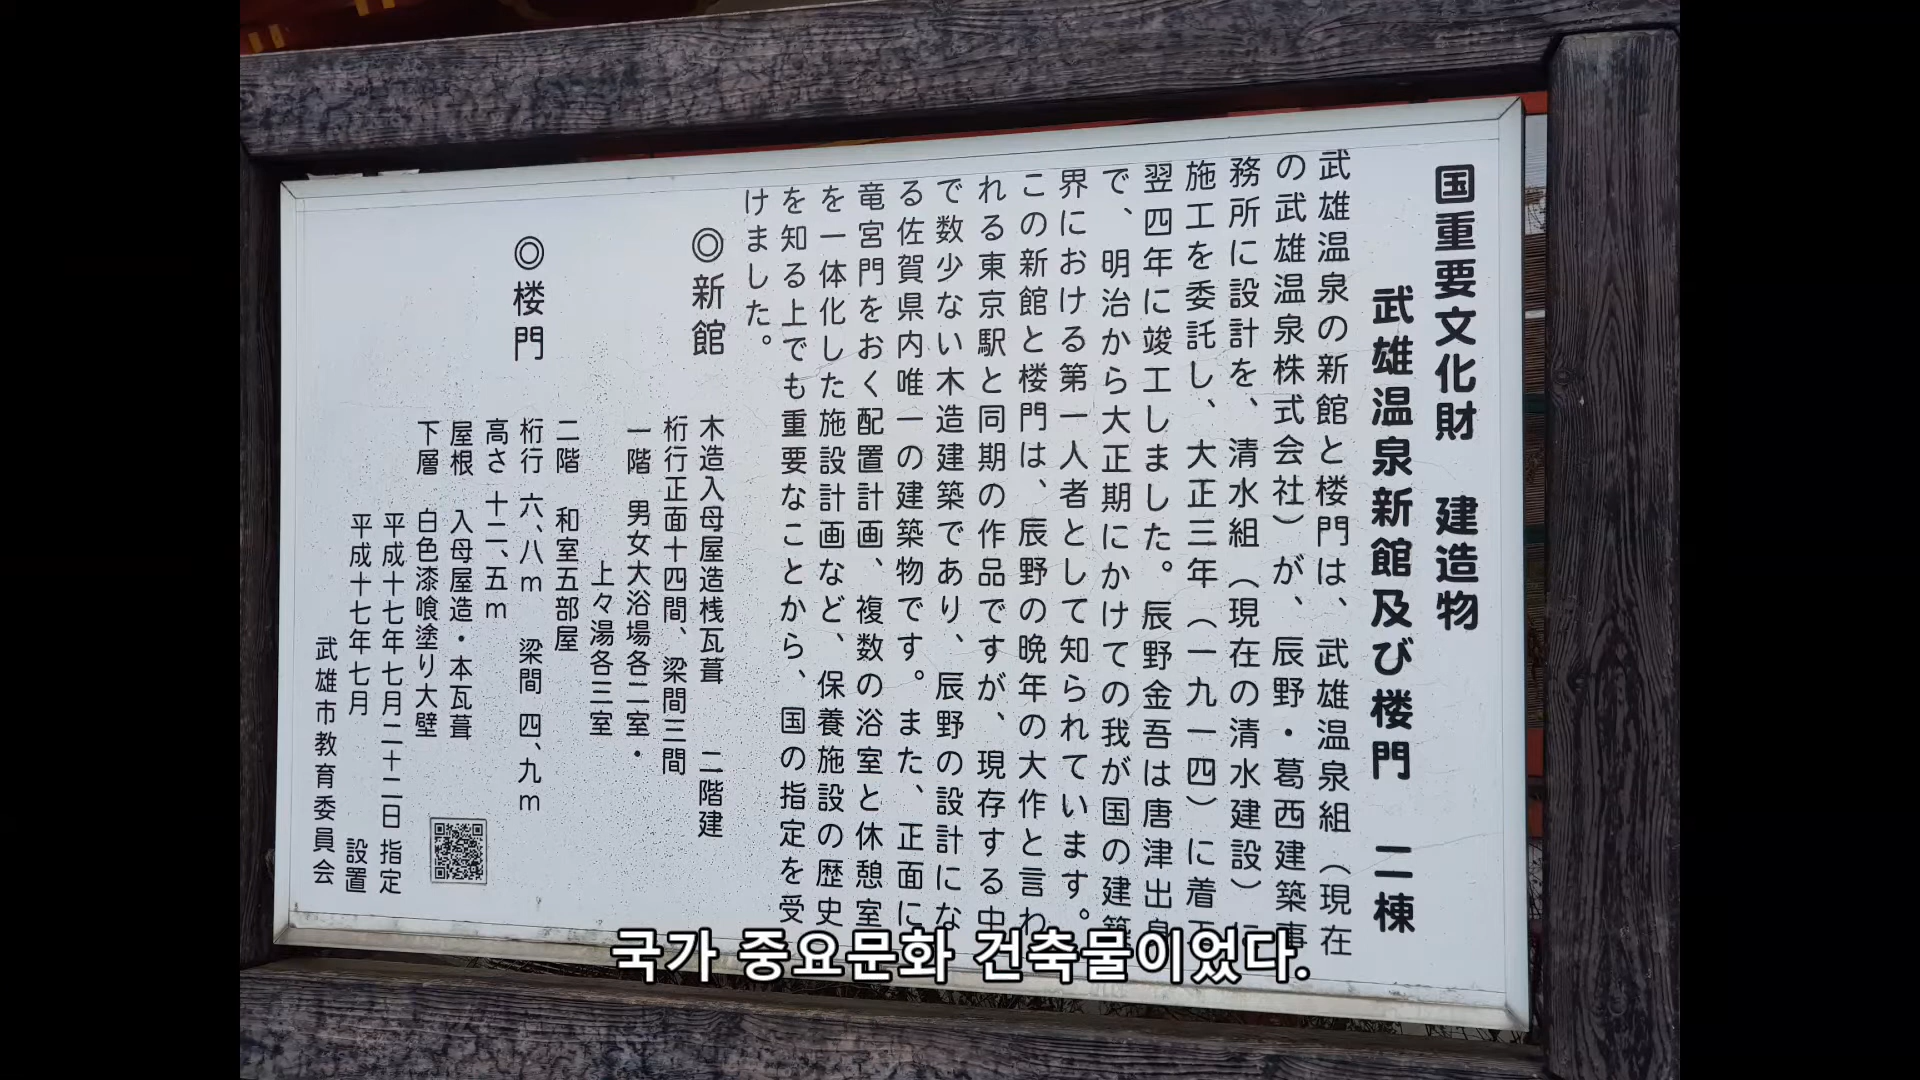 国重要文化財　建造物
武雄温泉新館及び楼門　二棟
武雄温泉の新館と楼門は、武雄温泉組（現在
の武雄温泉株式会社）が、辰野・葛西建築事
務所に設計を、清水組（現在の清水建設）に
施工を委託し、大正三年（一九一四）に着工
翌四年に竣工しました。辰野金吾は唐津出身
で、明治から大正期にかけての我が国の建築
界における第一人者として知られています。
この新館と楼門は、辰野の晩年の大作と言わ
れる東京駅と同期の作品ですが、現存する中
で数少ない木造建築であり、辰野の設計にな
る佐賀県内唯一の建築物です。また、正面に
竜宮門をおく配置計画、複数の浴室と休憩室
を一体化した施設計画など、保養施設の歴史
を知る上でも重要なことから、国の指定を受
けました。
◎新館　木造入母屋造桟瓦葺　二階建
桁行正面十四間、梁間三間
一階　男女大浴場各二室・
上々湯各三室
二階　和室五部屋
◎楼門　桁行 六、八m　梁間 四、九m
高さ 十二、五m
屋根　入母屋造・本瓦葺
下層　白色漆喰塗り大壁
平成十七年七月二十二日 指定
平成十七年七月　設置
武雄市教育委員会
국가 중요문화 건축물이었다.